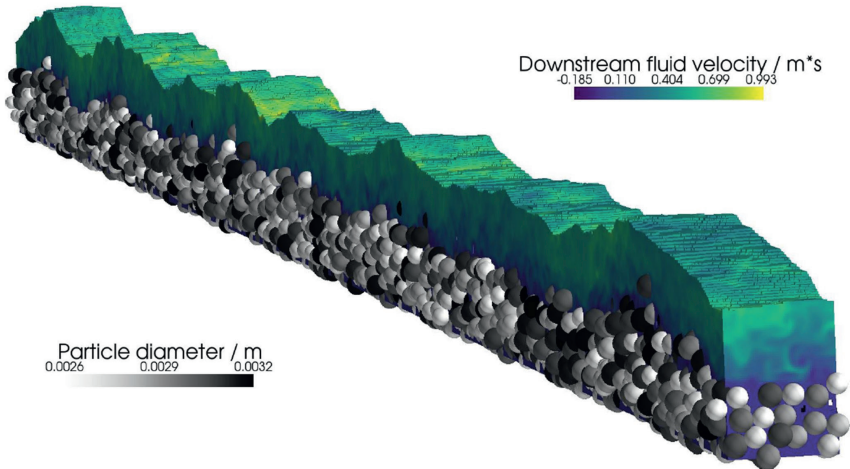 Downstream fluid velocity / m*s
-0.185 0.110 0.404 0.699 0.993
Particle diameter / m
0.0026 0.0029 0.0032